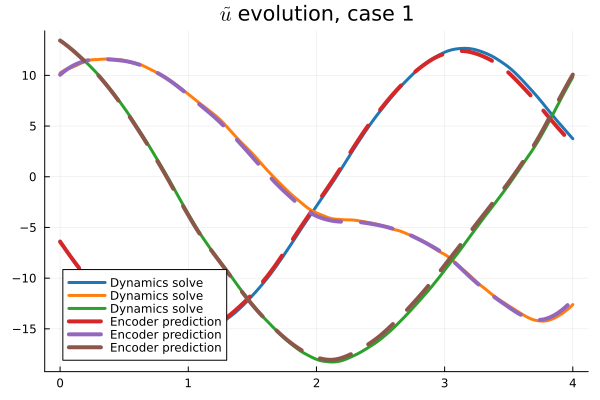 ũ evolution, case 1
10
5
0
−5
−10
−15
Dynamics solve
Dynamics solve
Dynamics solve
Encoder prediction
Encoder prediction
Encoder prediction
0 1 2 3 4